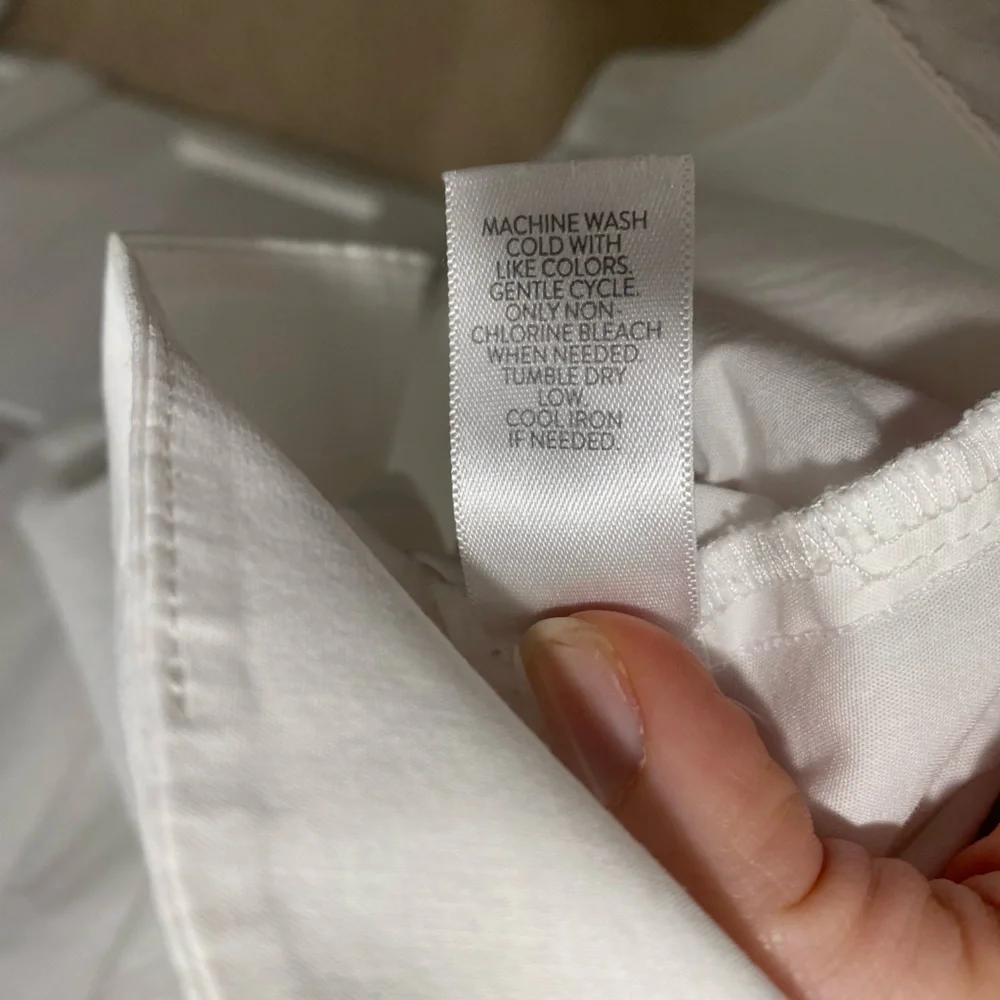 MACHINE WASH
COLD WITH
LIKE COLORS.
GENTLE CYCLE.
ONLY NON-
CHLORINE BLEACH
WHEN NEEDED
TUMBLE DRY
LOW.
COOL IRON
IF NEEDED.